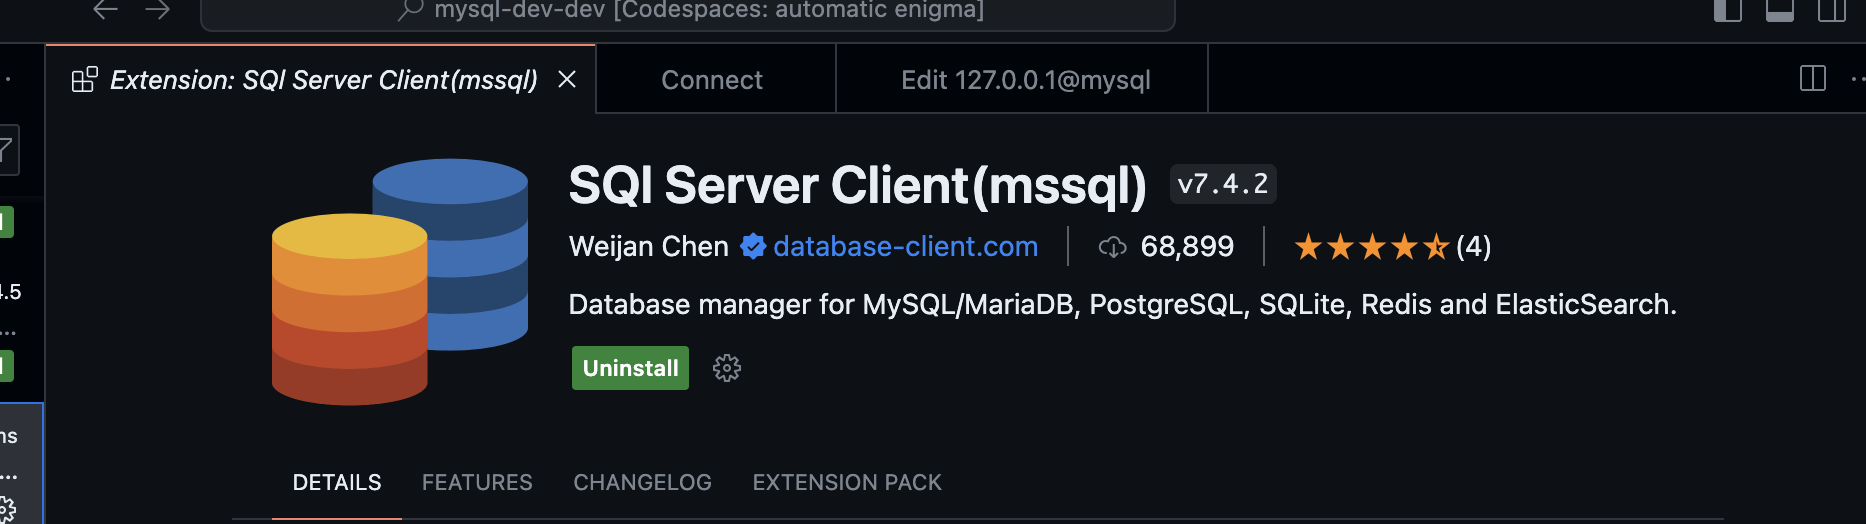 mysql-dev-dev [Codespaces: automatic enigma]
Extension: SQl Server Client(mssql)
Connect
Edit 127.0.0.1@mysql
SQl Server Client(mssql) v7.4.2
Weijan Chen database-client.com 68,899 (4)
Database manager for MySQL/MariaDB, PostgreSQL, SQLite, Redis and ElasticSearch.
Uninstall
DETAILS FEATURES CHANGELOG EXTENSION PACK